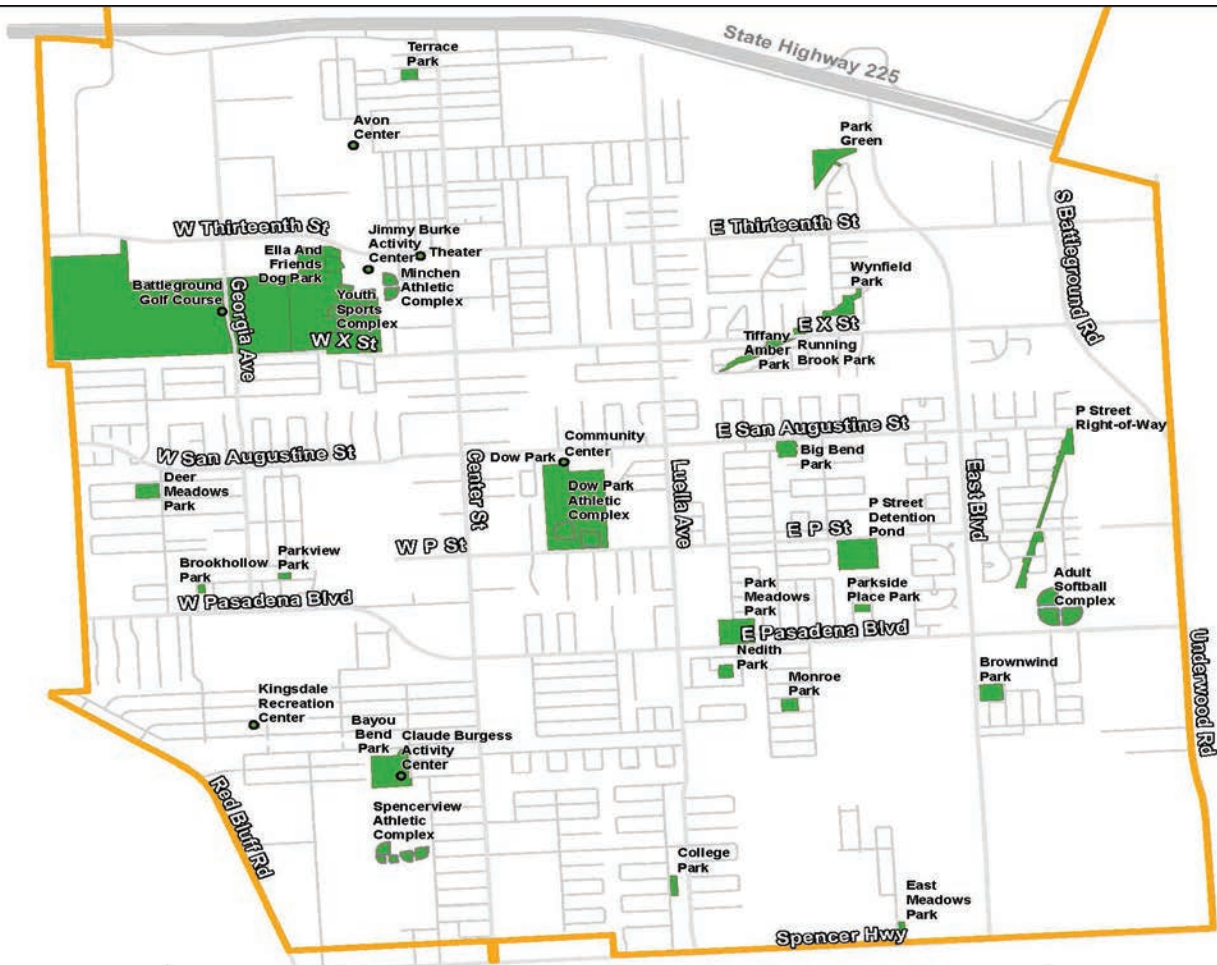 State Highway 225
Terrace
Park
Avon
Center
Park
Green
S Battleground Rd
W Thirteenth St
E Thirteenth St
Jimmy Burke
Activity
Center
Theater
Ella And
Friends
Dog Park
Minchen
Athletic
Complex
Wynfield
Park
Battleground
Golf Course
Georgia Ave
Youth
Sports
Complex
W X St
E X St
Tiffany
Amber
Park
Running
Brook Park
P Street
Right-of-Way
E San Augustine St
W San Augustine St
Community
Center
Dow Park
Big Bend
Park
Center St
Luella Ave
East Blvd
Deer
Meadows
Park
Dow Park
Athletic
Complex
P Street
Detention
Pond
E P St
W P St
Brookhollow
Park
Parkview
Park
Park
Meadows
Park
Parkside
Place Park
Adult
Softball
Complex
W Pasadena Blvd
E Pasadena Blvd
Underwood Rd
Nedith
Park
Monroe
Park
Brownwind
Park
Kingsdale
Recreation
Center
Bayou
Bend
Park
Claude Burgess
Activity
Center
Red Bluff Rd
Spencerview
Athletic
Complex
College
Park
East
Meadows
Park
Spencer Hwy